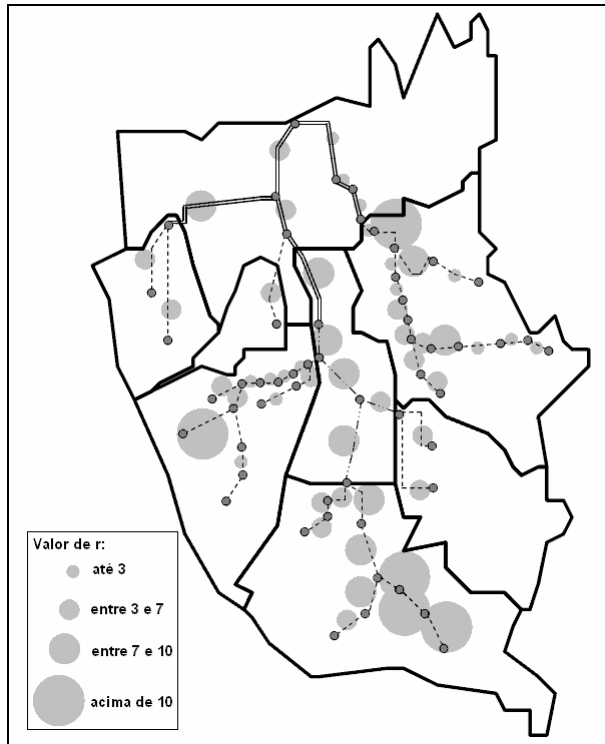 Valor de r:
até 3
entre 3 e 7
entre 7 e 10
acima de 10